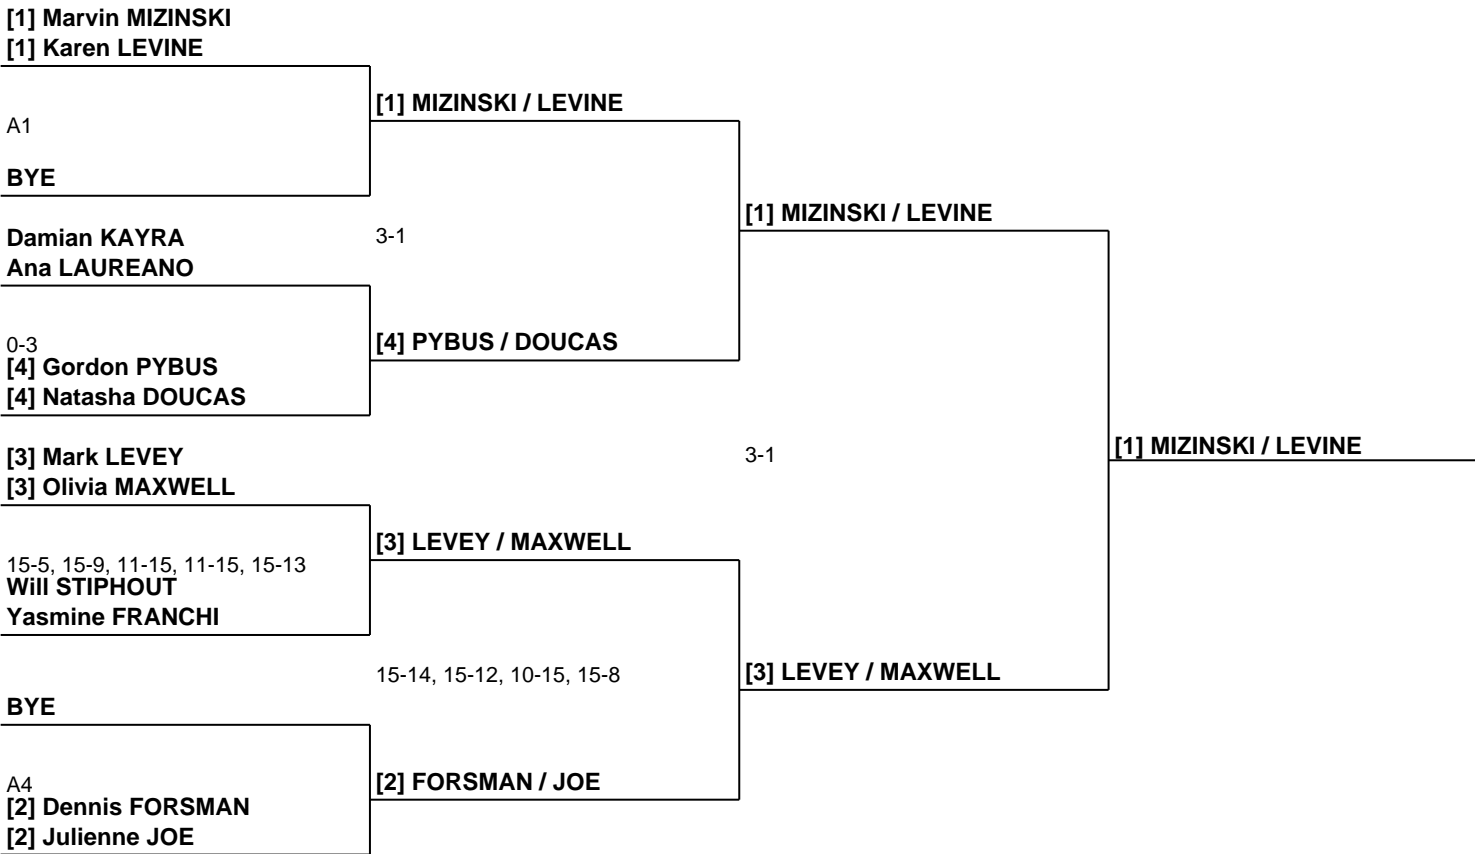 [1] Marvin MIZINSKI
[1] Karen LEVINE
A1
BYE
Damian KAYRA
Ana LAUREANO
0-3
[4] Gordon PYBUS
[4] Natasha DOUCAS
[3] Mark LEVEY
[3] Olivia MAXWELL
15-5, 15-9, 11-15, 11-15, 15-13
Will STIPHOUT
Yasmine FRANCHI
BYE
A4
[2] Dennis FORSMAN
[2] Julienne JOE
[1] MIZINSKI / LEVINE
3-1
[4] PYBUS / DOUCAS
[3] LEVEY / MAXWELL
15-14, 15-12, 10-15, 15-8
[2] FORSMAN / JOE
[1] MIZINSKI / LEVINE
3-1
[3] LEVEY / MAXWELL
[1] MIZINSKI / LEVINE